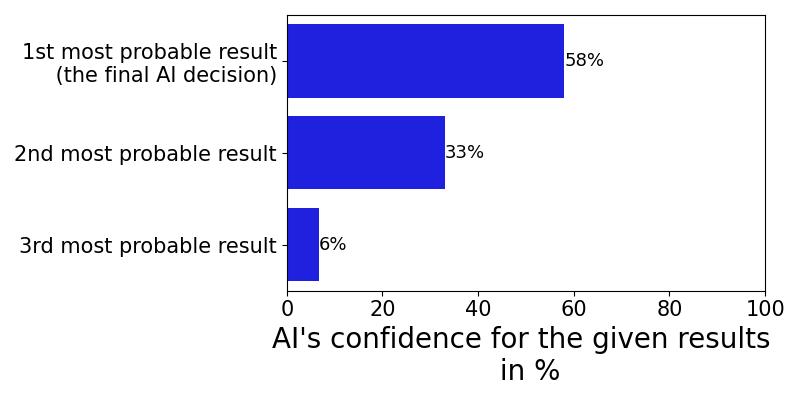 1st most probable result
(the final AI decision)
58%
2nd most probable result
33%
3rd most probable result
6%
0 20 40 60 80 100
AI's confidence for the given results
in %